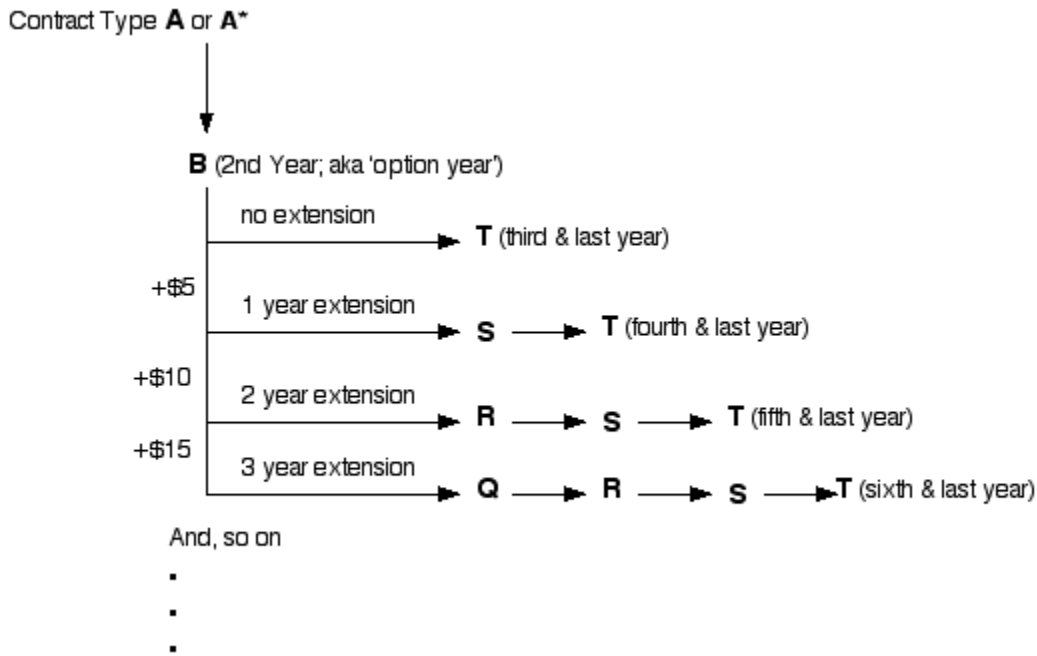 Contract Type A or A*
B (2nd Year; aka 'option year')
no extension
T (third & last year)
+$5
1 year extension
S T (fourth & last year)
+$10
2 year extension
R S T (fifth & last year)
+$15
3 year extension
Q R S T (sixth & last year)
And, so on